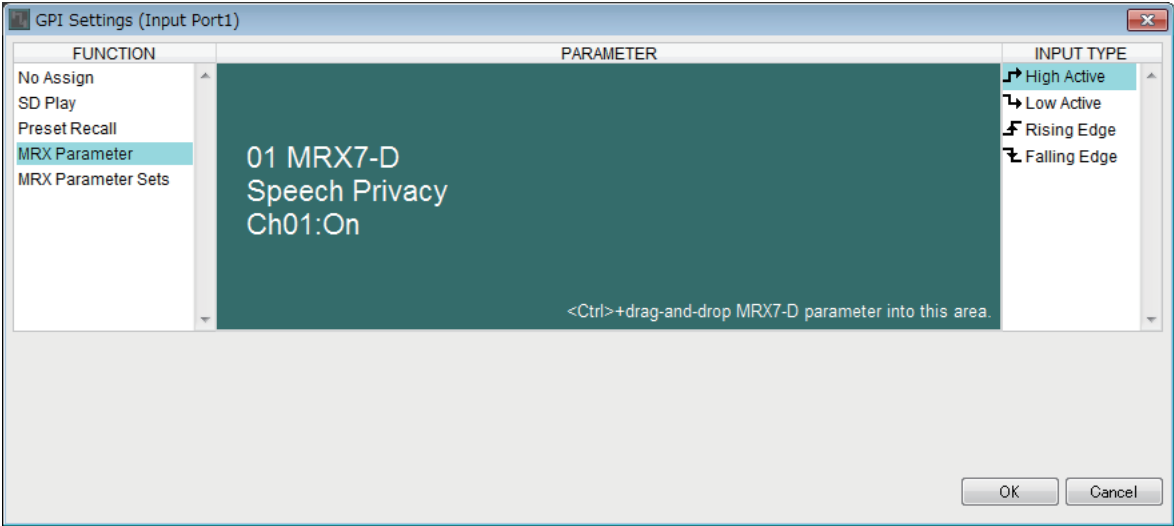 GPI Settings (Input Port1)
FUNCTION
No Assign
SD Play
Preset Recall
MRX Parameter
MRX Parameter Sets
PARAMETER
01 MRX7-D
Speech Privacy
Ch01:On
<Ctrl>+drag-and-drop MRX7-D parameter into this area.
INPUT TYPE
High Active
Low Active
Rising Edge
Falling Edge
OK
Cancel